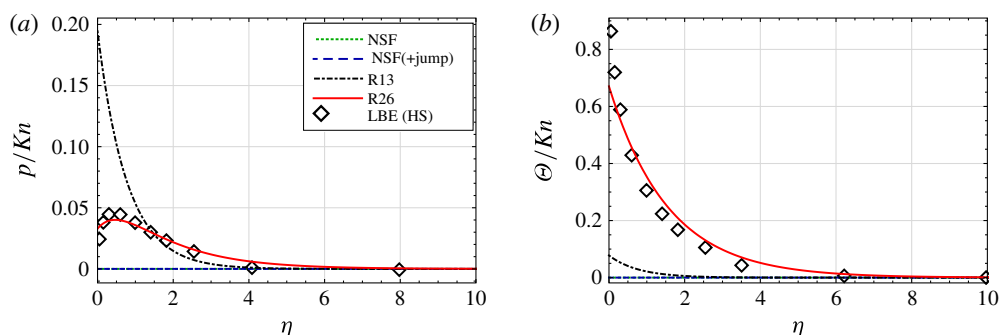 (a)
0.20
0.15
0.10
0.05
0
p/Kn
NSF
NSF(+jump)
R13
R26
LBE (HS)
0 2 4 6 8 10
η
(b)
0.8
0.6
0.4
0.2
0
Θ/Kn
0 2 4 6 8 10
η